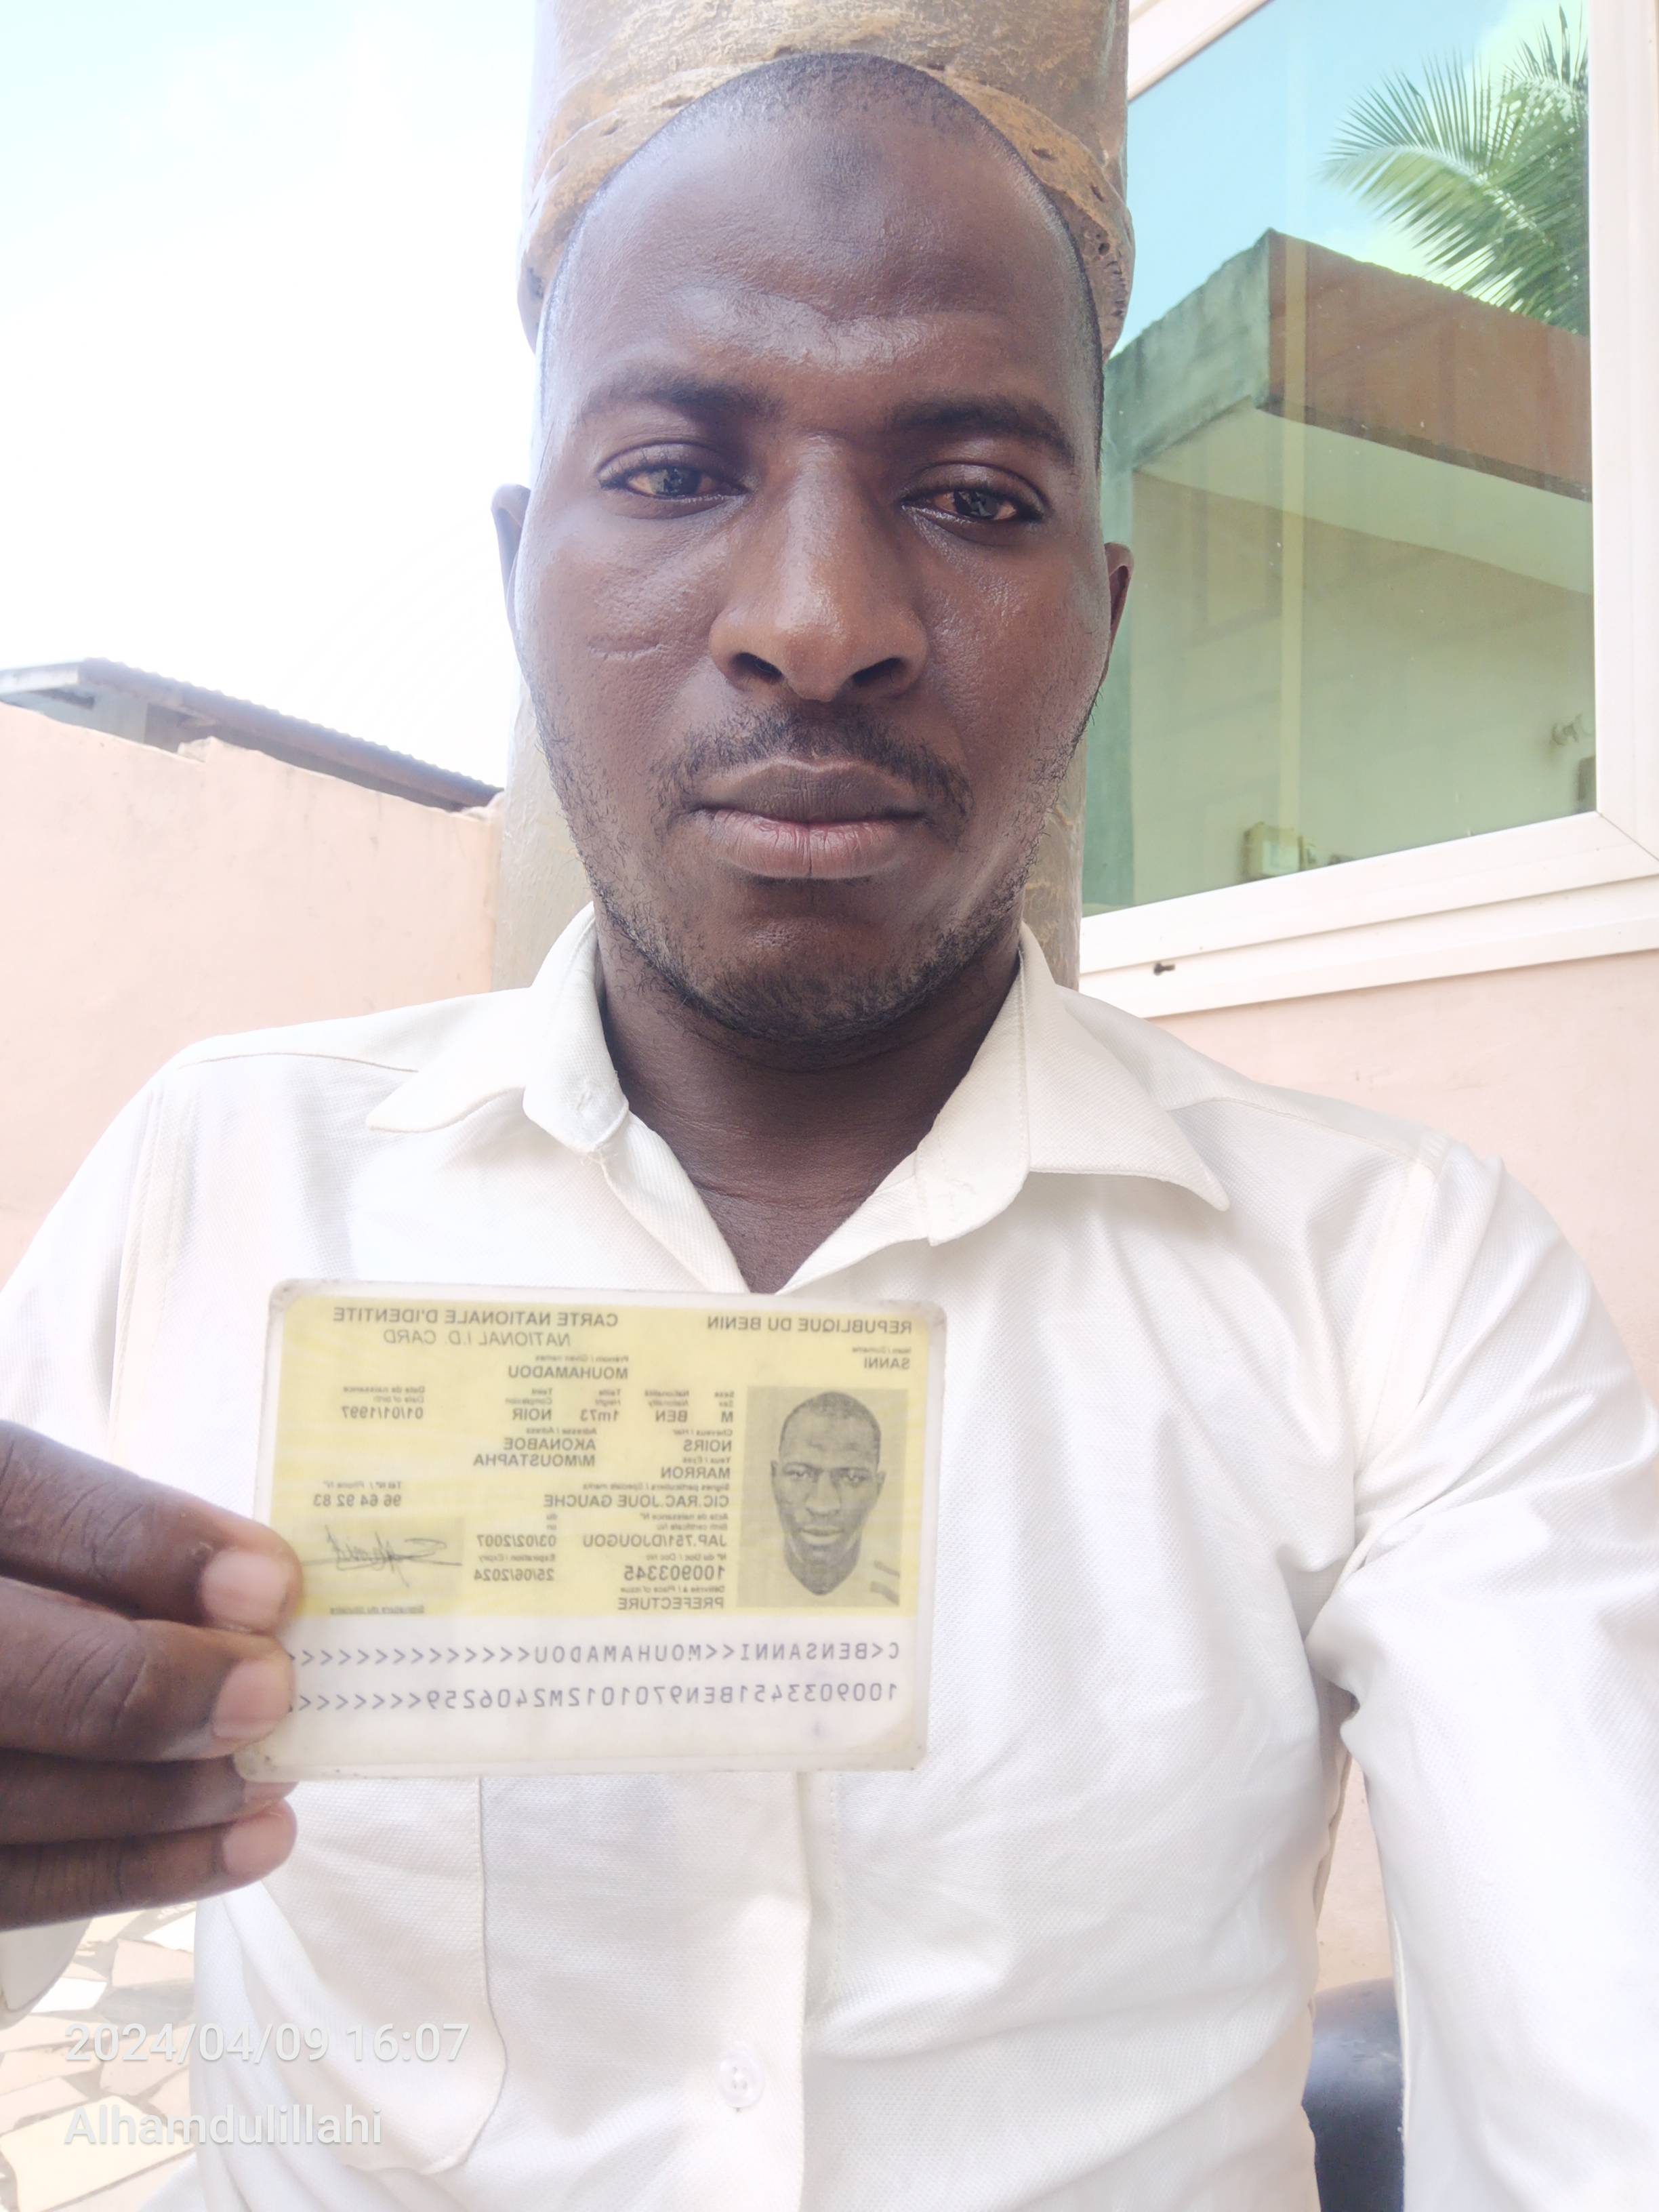 REPUBLIQUE DU BENIN
CARTE NATIONALE D'IDENTITE
NATIONAL I.D. CARD
Nom / Surname
SANNI
Prénom / Given names
MOUHAMADOU
Sexe Nationalité Taille Teint Date de naissance
Sex Nationality Height Complexion Date of birth
M BEN 1m73 NOIR 01/01/1997
Cheveux / Hair Adresse / Adress
NOIRS AKONABOE
Yeux / Eyes M/MOUSTAPHA
MARRON
Signes particuliers / Speciale marks Tél N° / Phone N°
CIC.RAC.JOUE GAUCHE 96 64 92 83
Acte de naissance N° du
Birth certificate No on
JAP.751/DJOUGOU 03/02/2007
N° du Doc / Doc no Expiration / Expiry
100903345 25/06/2024
Délivrée à / Place of issue
PREFECTURE
Signature du titulaire
C<BENSANNI<<MOUHAMADOU<<<<<<<<<<<<<
1009033451BEN9701012M2406259<<<<<<<
2024/04/09 16:07
Alhamdulillahi